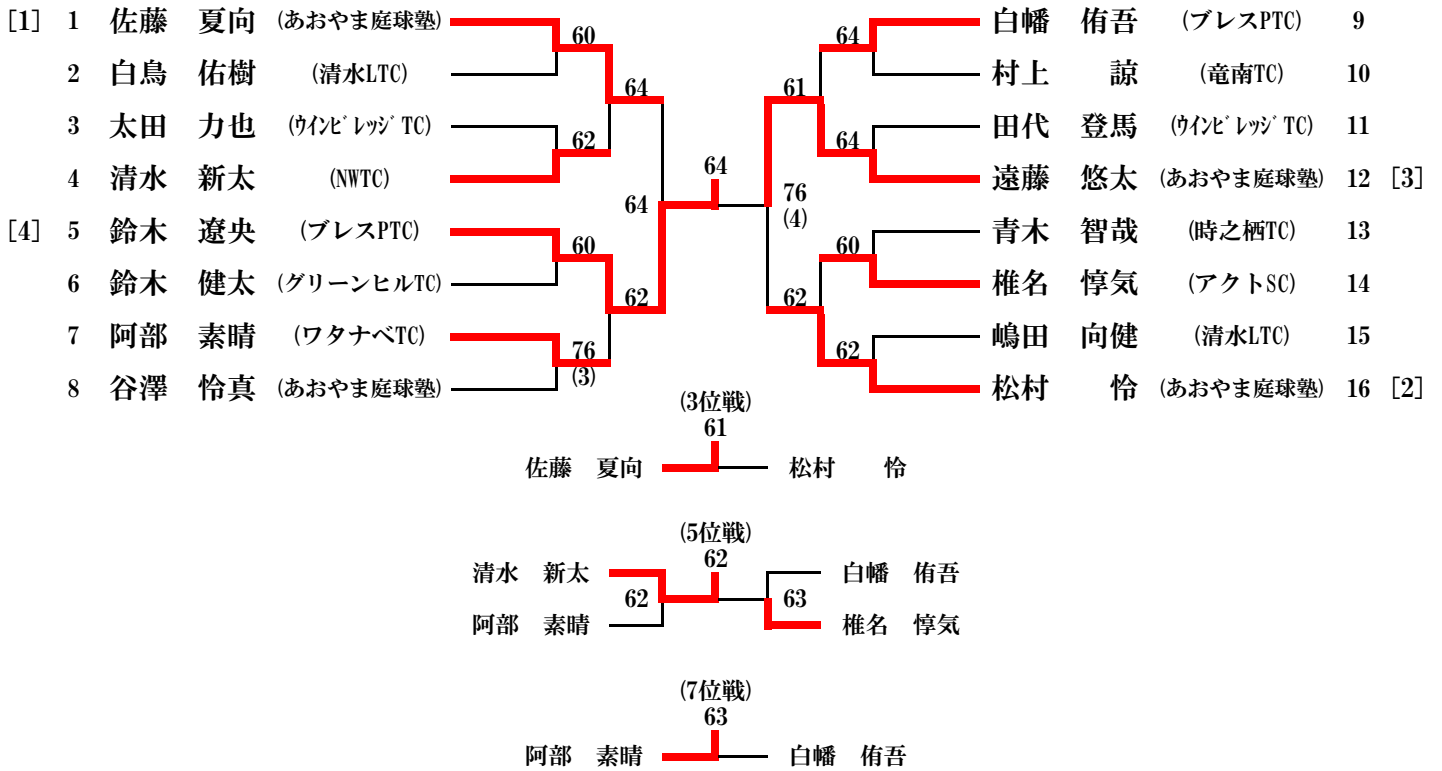 [1] 1 佐藤 夏向 (あおやま庭球塾)
60
2 白鳥 佑樹 (清水LTC)
64
3 太田 力也 (ウインビレッジTC)
62
4 清水 新太 (NWTC)
64
[4] 5 鈴木 遼央 (ブレスPTC)
60
6 鈴木 健太 (グリーンヒルTC)
62
7 阿部 素晴 (ワタナベTC)
76
(3)
8 谷澤 怜真 (あおやま庭球塾)
64
白幡 侑吾 (ブレスPTC) 9
64
村上 諒 (竜南TC) 10
61
田代 登馬 (ウインビレッジTC) 11
64
遠藤 悠太 (あおやま庭球塾) 12 [3]
76
(4)
青木 智哉 (時之栖TC) 13
60
椎名 惇気 (アクトSC) 14
62
嶋田 向健 (清水LTC) 15
62
松村 怜 (あおやま庭球塾) 16 [2]
(3位戦)
61
佐藤 夏向 松村 怜
(5位戦)
62
清水 新太 白幡 侑吾
62 63
阿部 素晴 椎名 惇気
(7位戦)
63
阿部 素晴 白幡 侑吾